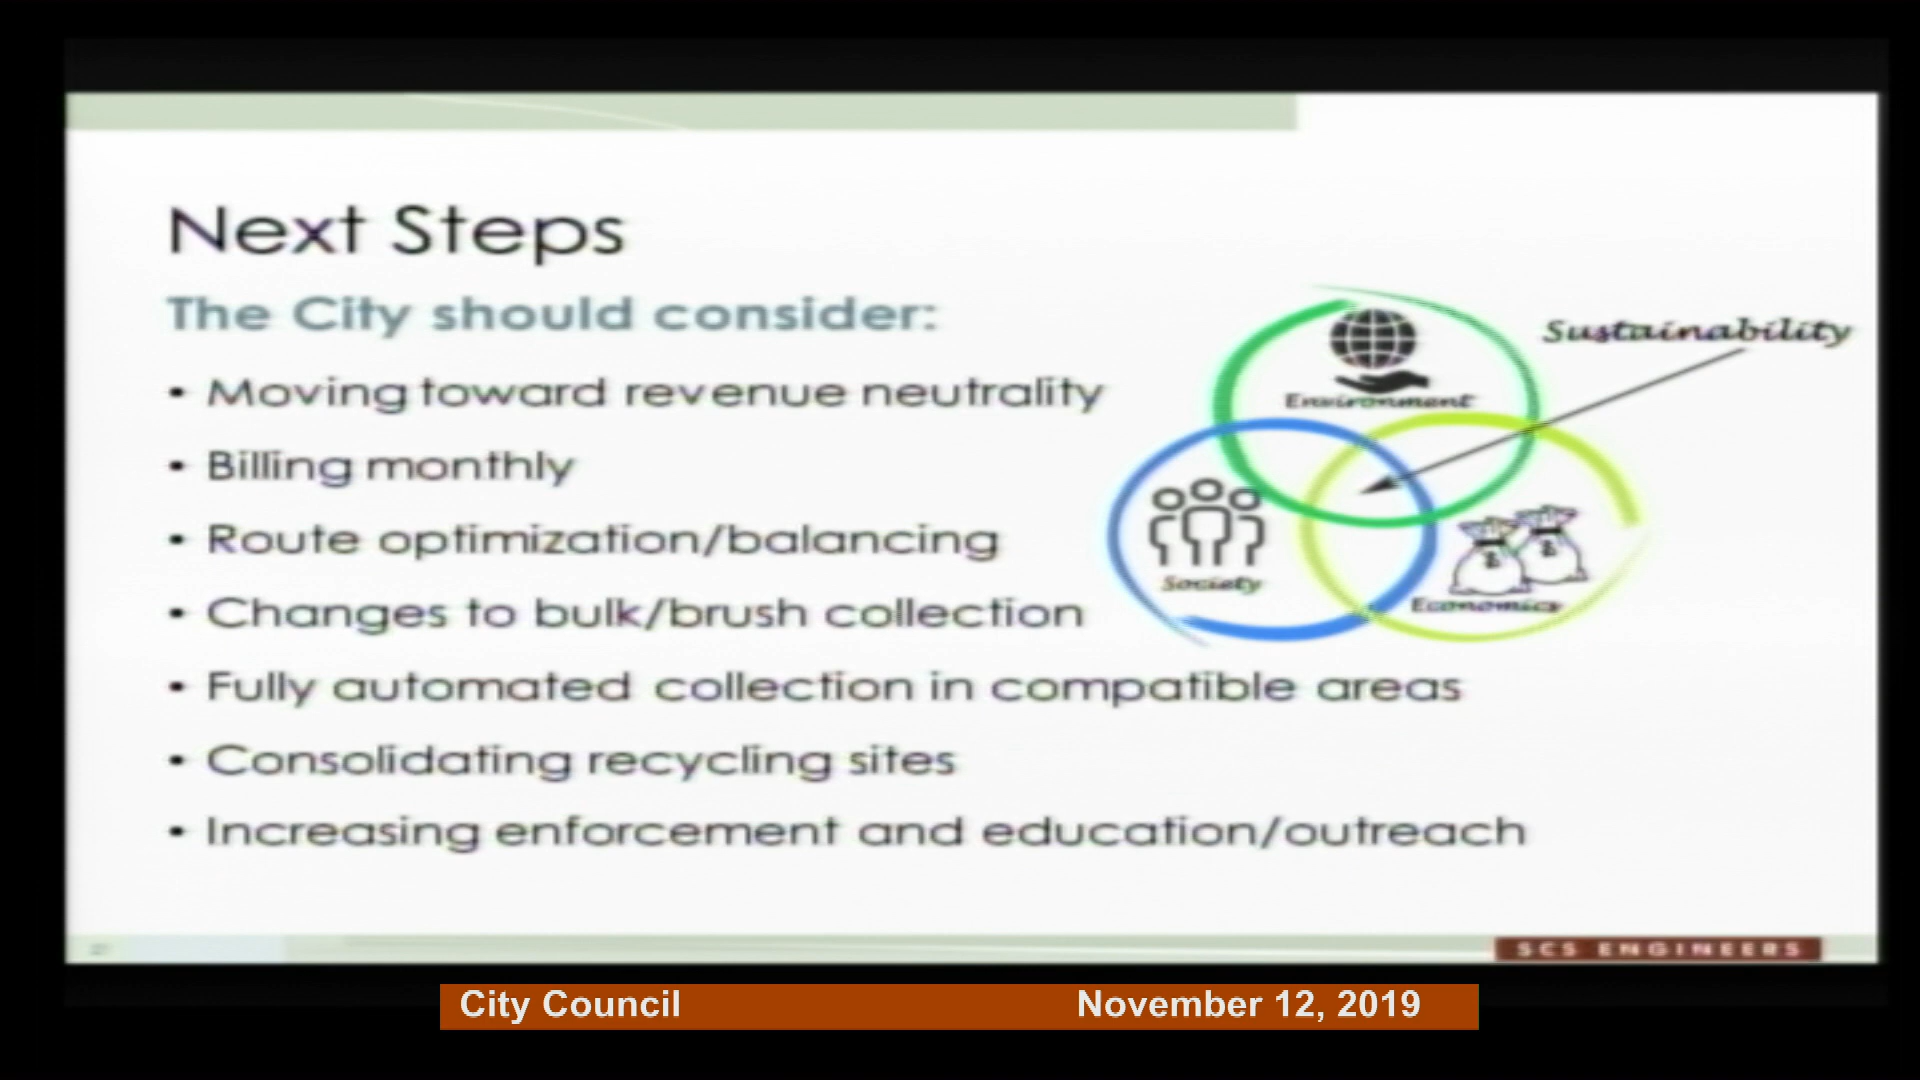 Next Steps
The City should consider:
• Moving toward revenue neutrality
• Billing monthly
• Route optimization/balancing
• Changes to bulk/brush collection
• Fully automated collection in compatible areas
• Consolidating recycling sites
• Increasing enforcement and education/outreach
Sustainability
Environment
Society
Economics
SCS ENGINEERS
City Council November 12, 2019